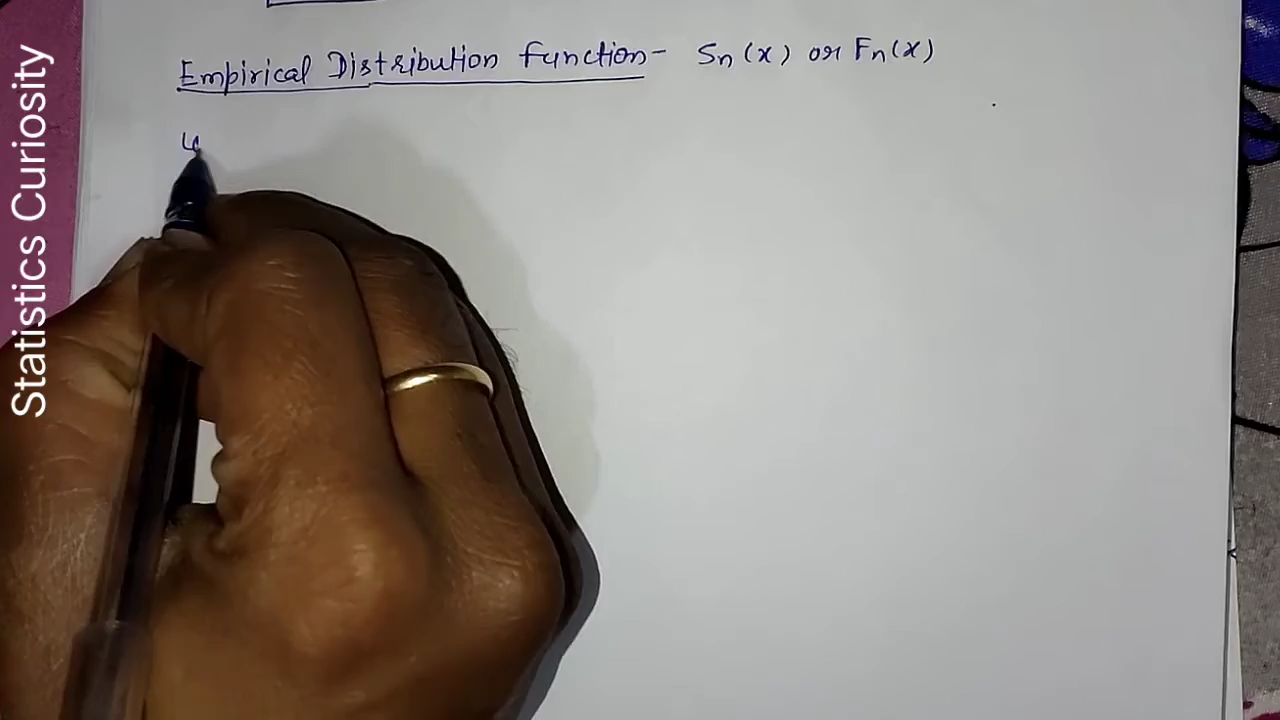 Empirical Distribution function - Sn(x) or Fn(x)
Statistics Curiosity